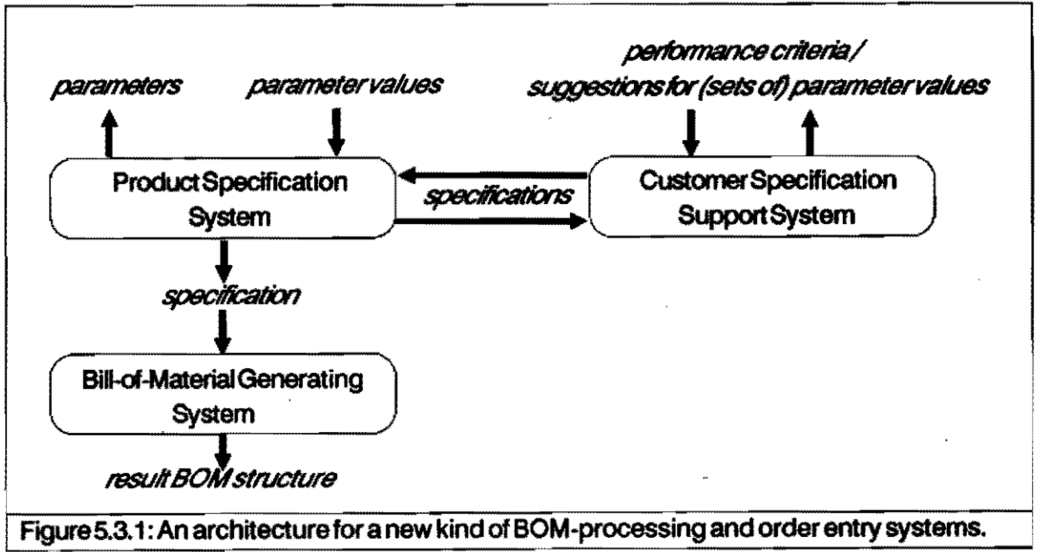 performance criteria /
parameters parameter values suggestions for (sets of) parameter values
Product Specification
System
specifications
Customer Specification
Support System
specification
Bill-of-Material Generating
System
result BOM structure
Figure 5.3.1: An architecture for a new kind of BOM-processing and order entry systems.